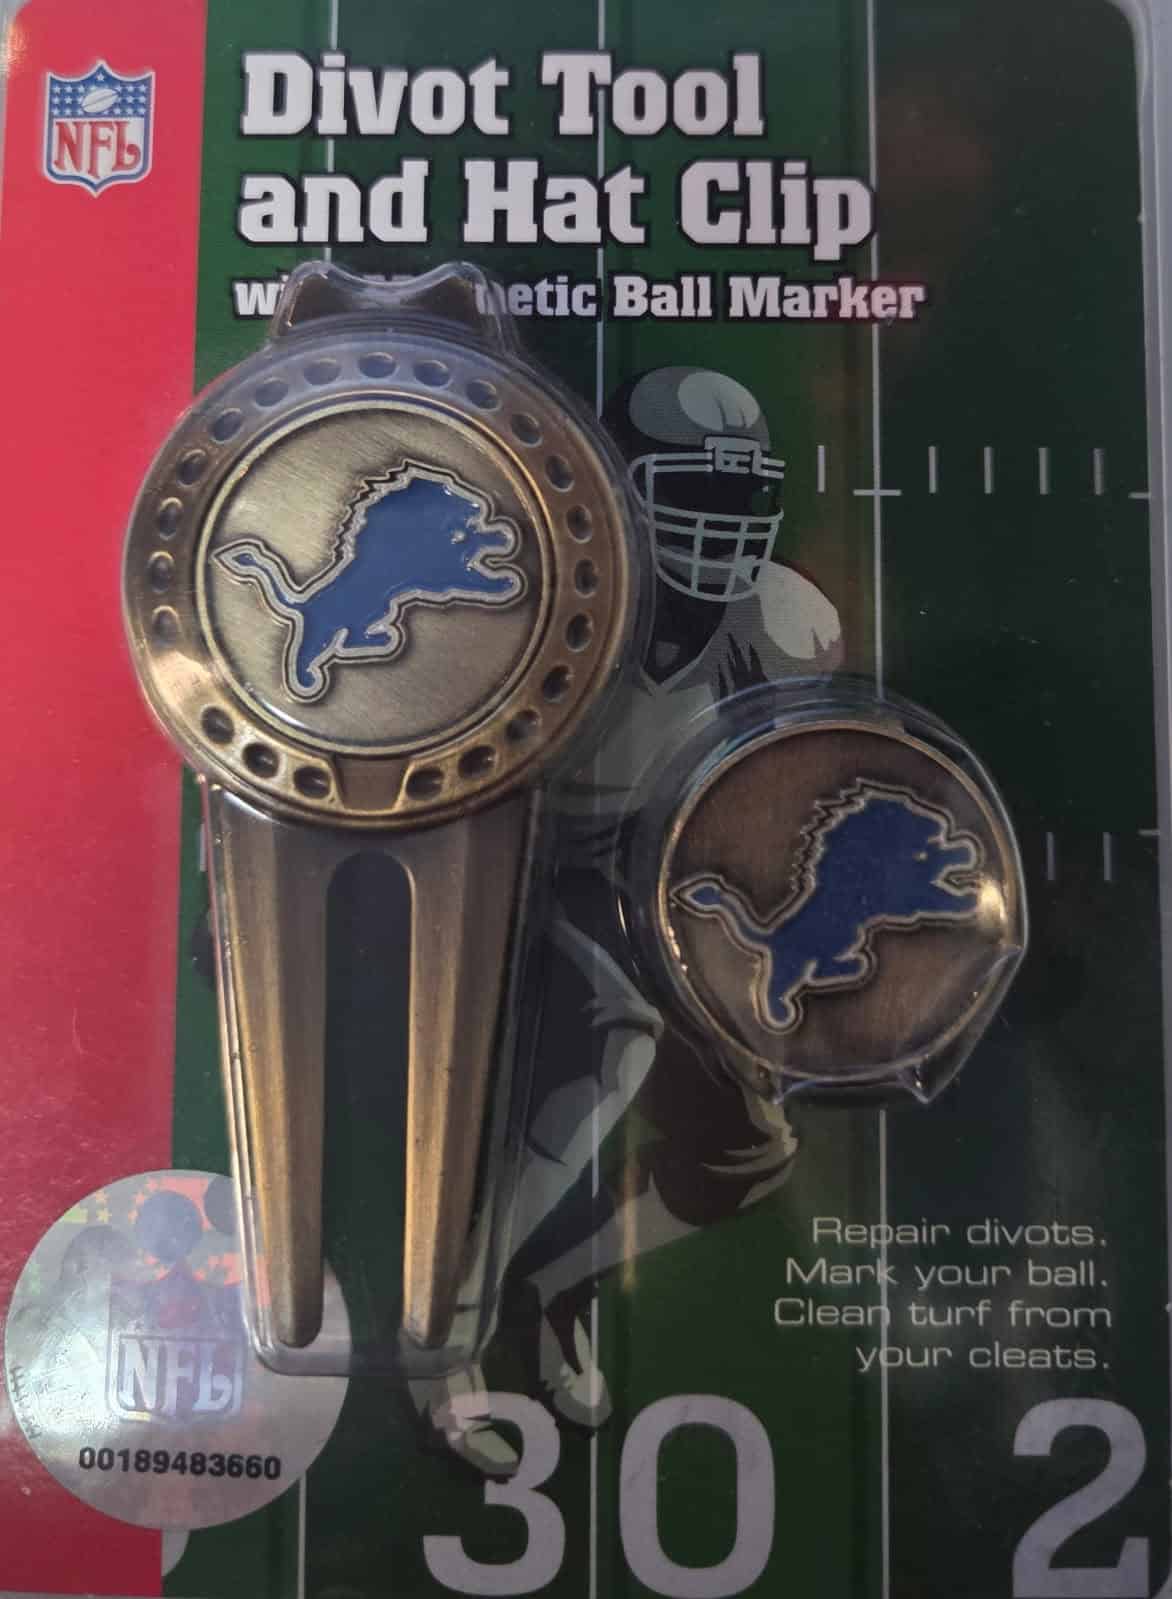 NFL
Divot Tool
and Hat Clip
Ball Marker
Repair divots.
Mark your ball.
Clean turf from
your cleats.
NFL
00189483660
30 2